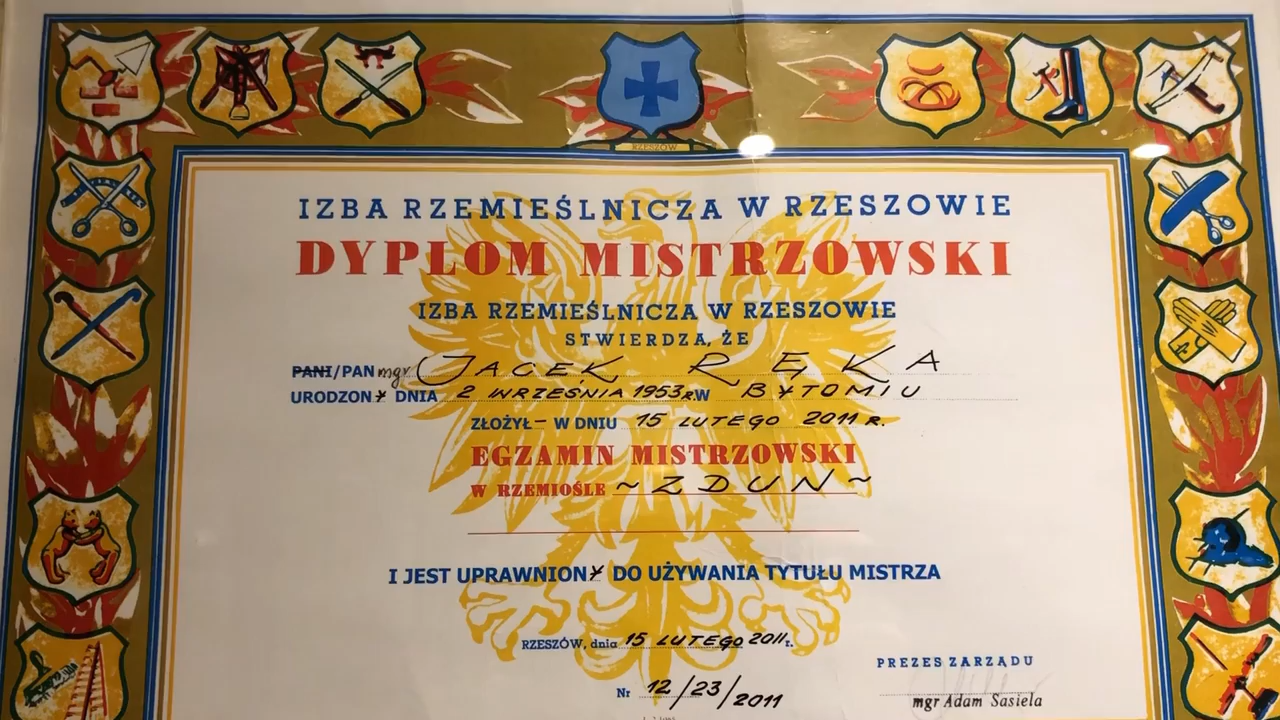 RZESZÓW
IZBA RZEMIEŚLNICZA W RZESZOWIE
DYPLOM MISTRZOWSKI
IZBA RZEMIEŚLNICZA W RZESZOWIE
STWIERDZA, ŻE
PANI/PAN mgr JACEK RĘKA
URODZONY DNIA 2 WRZEŚNIA 1953 R W BYTOMIU
ZŁOŻYŁ – W DNIU 15 LUTEGO 2011 R.
EGZAMIN MISTRZOWSKI
W RZEMIOŚLE ~ ZDUN ~
I JEST UPRAWNIONY DO UŻYWANIA TYTUŁU MISTRZA
RZESZÓW, dnia 15 LUTEGO 2011r.
PREZES ZARZĄDU
Nr 12/23/2011
mgr Adam Sasiela